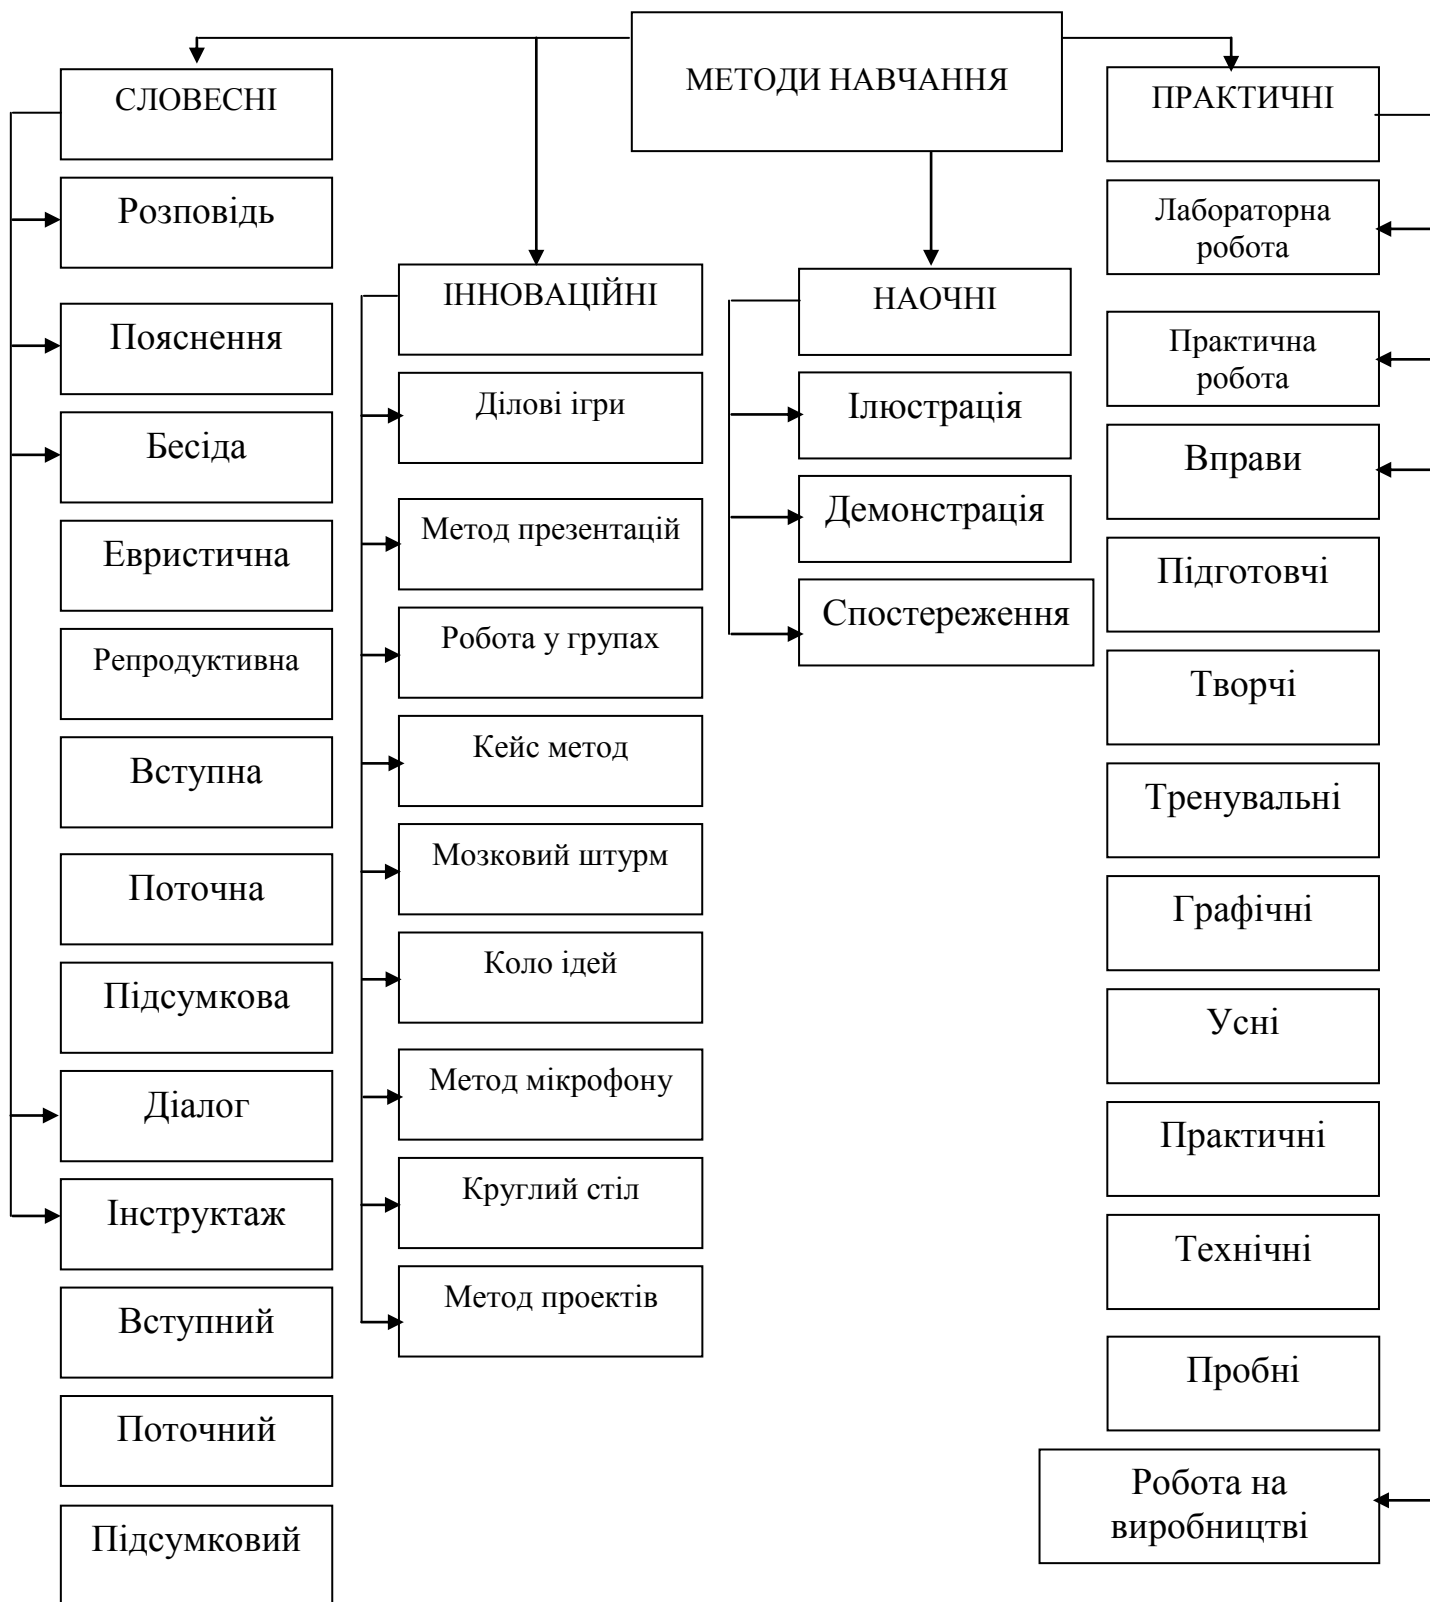 МЕТОДИ НАВЧАННЯ
СЛОВЕСНІ
Розповідь
Пояснення
Бесіда
Евристична
Репродуктивна
Вступна
Поточна
Підсумкова
Діалог
Інструктаж
Вступний
Поточний
Підсумковий
ІННОВАЦІЙНІ
Ділові ігри
Метод презентацій
Робота у групах
Кейс метод
Мозковий штурм
Коло ідей
Метод мікрофону
Круглий стіл
Метод проектів
НАОЧНІ
Ілюстрація
Демонстрація
Спостереження
ПРАКТИЧНІ
Лабораторна
робота
Практична
робота
Вправи
Підготовчі
Творчі
Тренувальні
Графічні
Усні
Практичні
Технічні
Пробні
Робота на
виробництві